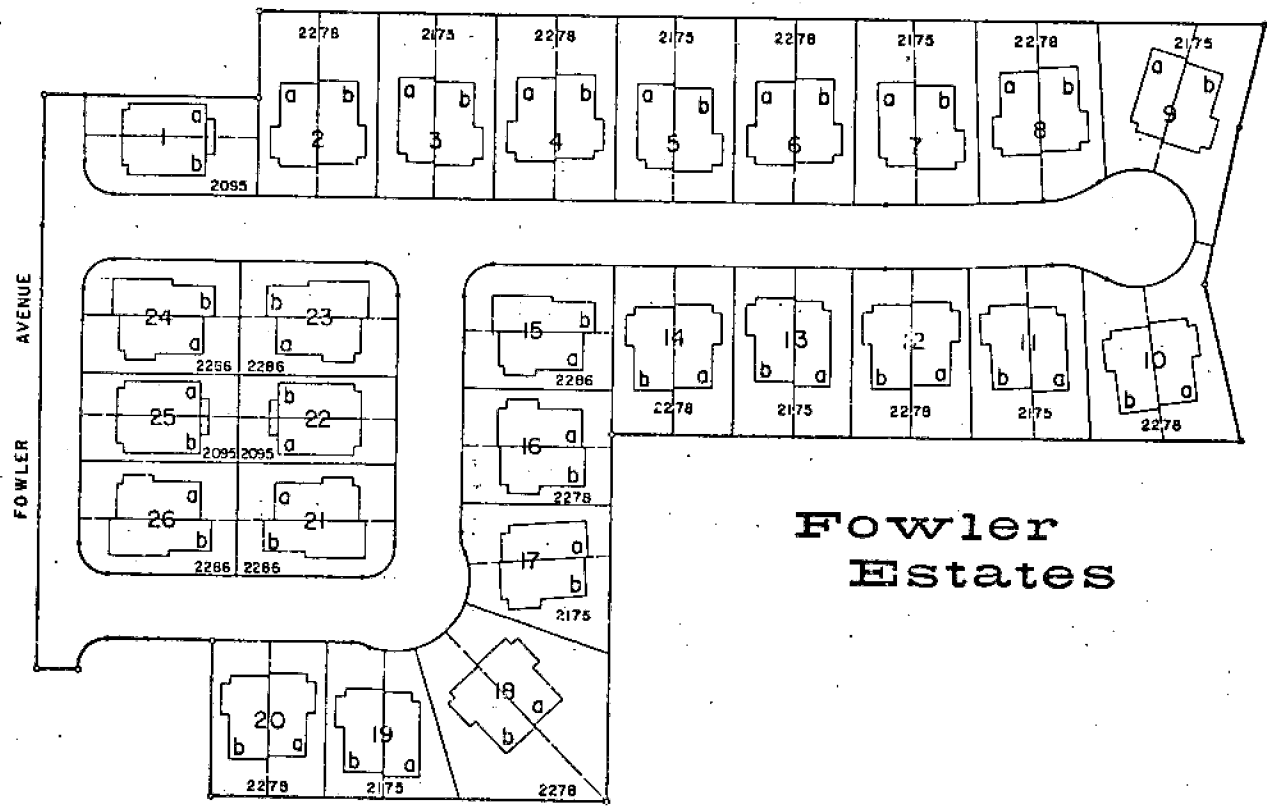 2278 2175 2278 2175 2278 2175 2278 2175
a b a b a b a b a b a b a b a b
1 2 3 4 5 6 7 8 9
a
b
2095
FOWLER AVENUE
24 b b 23
a a
2286
15 b
a
2286
14 13 12 11 10
b a b a b a b a b a
2278 2175 2278 2175 2278
25 a b 22
b a
2095 2095
16 a
b
2278
26 a a 21
b b
2286 2286
17 a
b
2175
Fowler
Estates
18 a
b
2278
20 19
b a b a
2278 2175